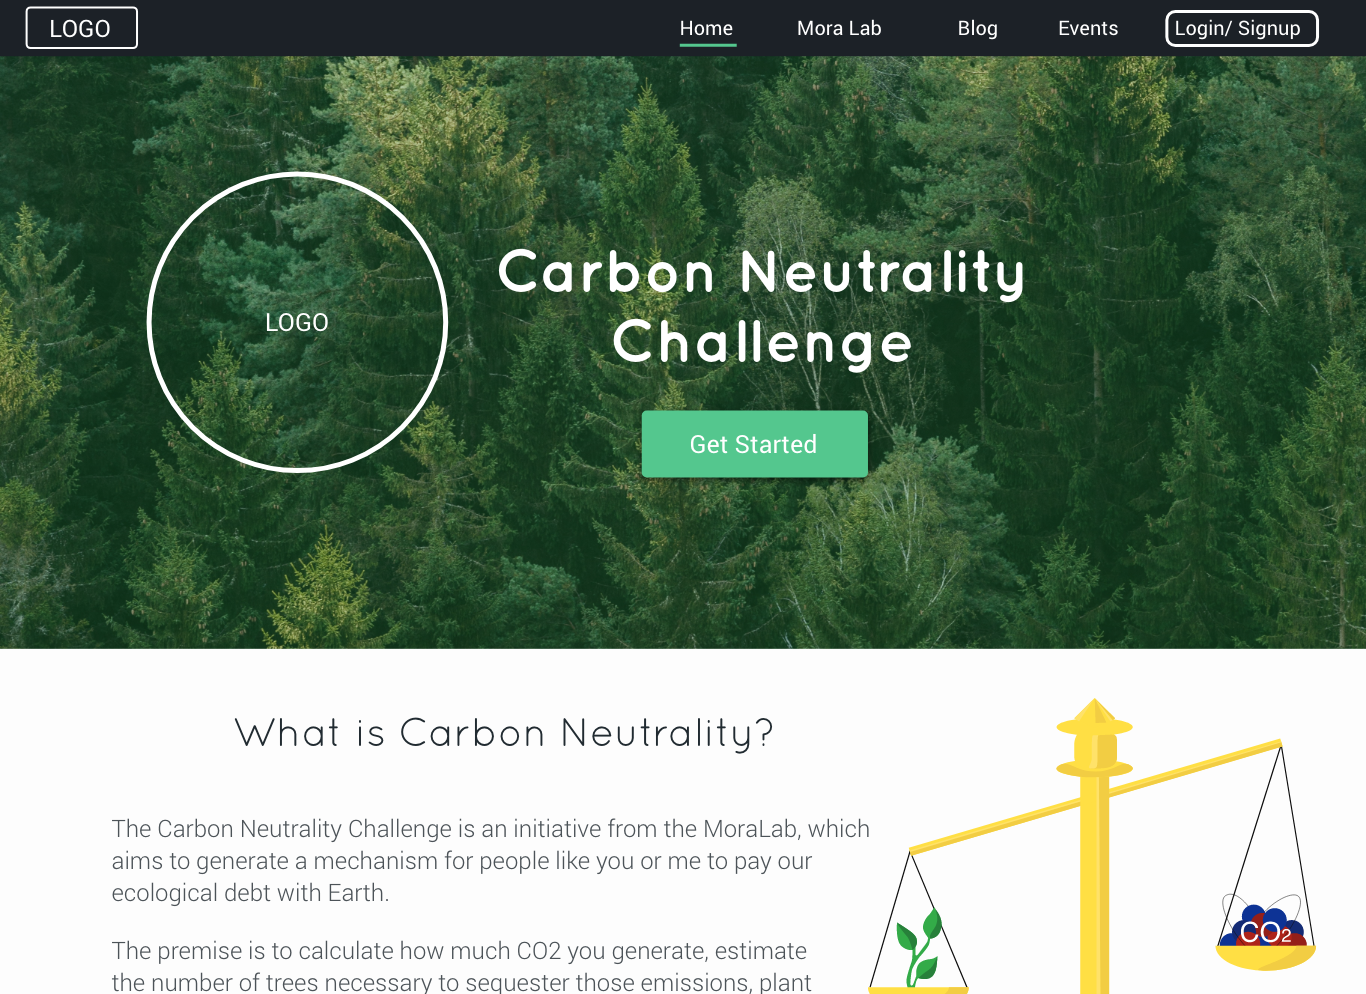 LOGO
Home
Mora Lab
Blog
Events
Login/ Signup
LOGO
Carbon Neutrality
Challenge
Get Started
What is Carbon Neutrality?
The Carbon Neutrality Challenge is an initiative from the MoraLab, which
aims to generate a mechanism for people like you or me to pay our
ecological debt with Earth.
The premise is to calculate how much CO2 you generate, estimate
the number of trees necessary to sequester those emissions, plant
CO2